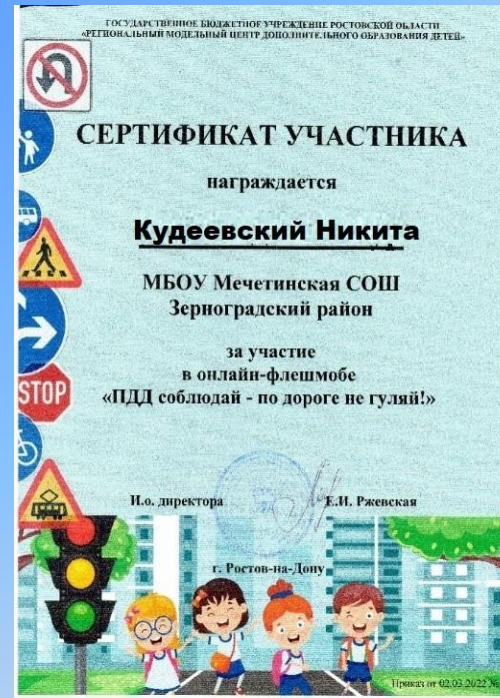 ГОСУДАРСТВЕННОЕ БЮДЖЕТНОЕ УЧРЕЖДЕНИЕ РОСТОВСКОЙ ОБЛАСТИ
«РЕГИОНАЛЬНЫЙ МОДЕЛЬНЫЙ ЦЕНТР ДОПОЛНИТЕЛЬНОГО ОБРАЗОВАНИЯ ДЕТЕЙ»
СЕРТИФИКАТ УЧАСТНИКА
награждается
Кудеевский Никита
МБОУ Мечетинская СОШ
Зерноградский район
за участие
в онлайн-флешмобе
«ПДД соблюдай - по дороге не гуляй!»
STOP
И.о. директора Е.И. Ржевская
г. Ростов-на-Дону
Приказ от 02.03.2022 №